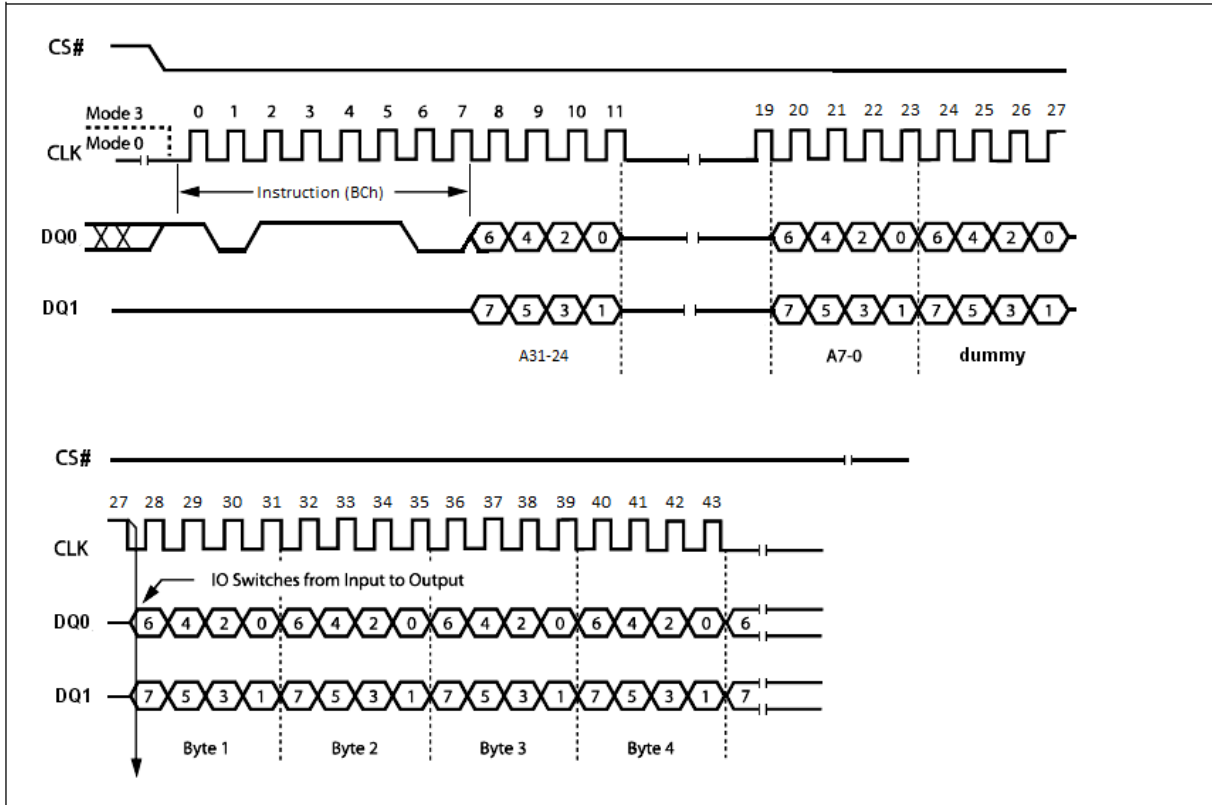 CS#
Mode 3
0 1 2 3 4 5 6 7 8 9 10 11 19 20 21 22 23 24 25 26 27
Mode 0
CLK
Instruction (BCh)
DQ0 6 4 2 0 6 4 2 0 6 4 2 0
DQ1 7 5 3 1 7 5 3 1 7 5 3 1
A31-24 A7-0 dummy
CS#
27 28 29 30 31 32 33 34 35 36 37 38 39 40 41 42 43
CLK
IO Switches from Input to Output
DQ0 6 4 2 0 6 4 2 0 6 4 2 0 6 4 2 0 6
DQ1 7 5 3 1 7 5 3 1 7 5 3 1 7 5 3 1 7
Byte 1 Byte 2 Byte 3 Byte 4